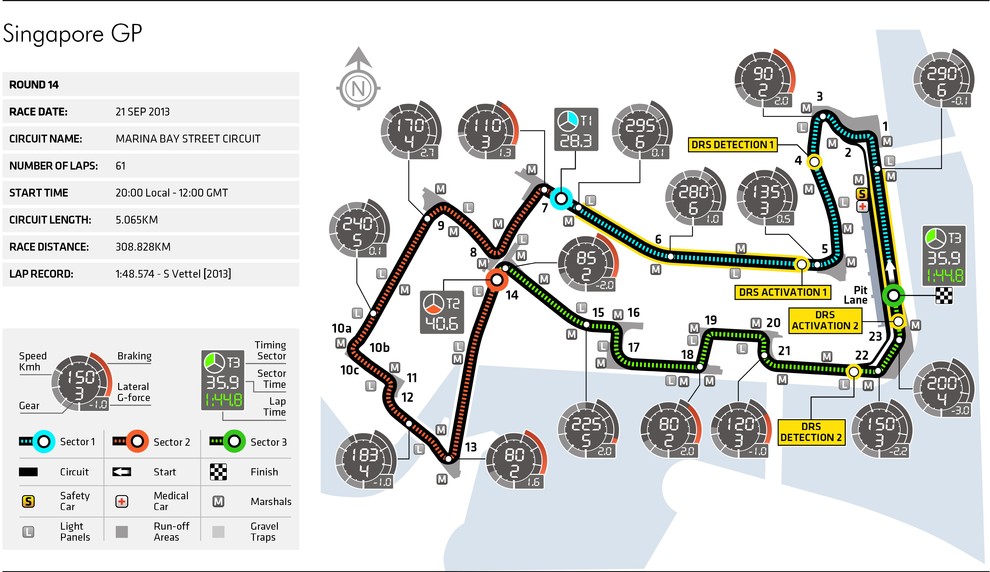 Singapore GP
ROUND 14
RACE DATE: 21 SEP 2013
CIRCUIT NAME: MARINA BAY STREET CIRCUIT
NUMBER OF LAPS: 61
START TIME 20:00 Local - 12:00 GMT
CIRCUIT LENGTH: 5.065KM
RACE DISTANCE: 308.828KM
LAP RECORD: 1:48.574 - S Vettel [2013]
Speed Kmh
Braking
150
3
-1.0
Lateral G-force
Gear
T3
35.9
1:44.8
Timing Sector
Sector Time
Lap Time
Sector 1
Sector 2
Sector 3
Circuit
Start
Finish
S
Safety Car
Medical Car
M
Marshals
L
Light Panels
Run-off Areas
Gravel Traps
N
170
4
2.7
110
3
1.3
T1
28.3
295
6
0.1
90
2
2.0
290
6
-0.1
DRS DETECTION 1
280
6
1.0
135
3
0.5
240
5
0.1
85
2
-2.0
T2
40.6
DRS ACTIVATION 1
DRS
ACTIVATION 2
Pit
Lane
T3
35.9
1:44.8
DRS
DETECTION 2
183
4
-1.0
80
2
1.6
225
5
0.2
80
2
2.0
120
3
-1.0
150
3
-2.2
200
4
-3.0
1
2
3
4
5
6
7
8
9
10a
10b
10c
11
12
13
14
15
16
17
18
19
20
21
22
23